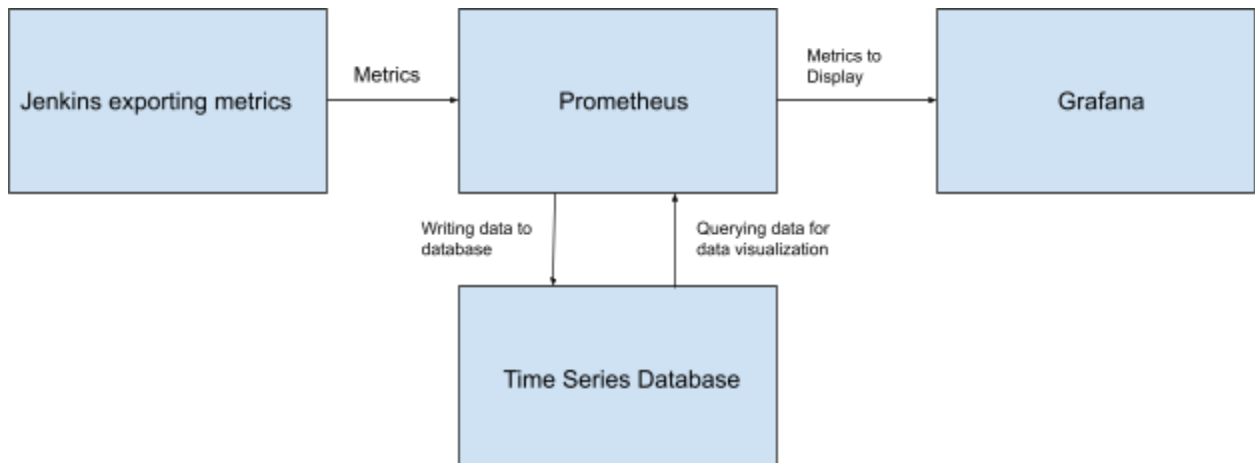 Jenkins exporting metrics
Metrics
Prometheus
Metrics to
Display
Grafana
Writing data to
database
Querying data for
data visualization
Time Series Database